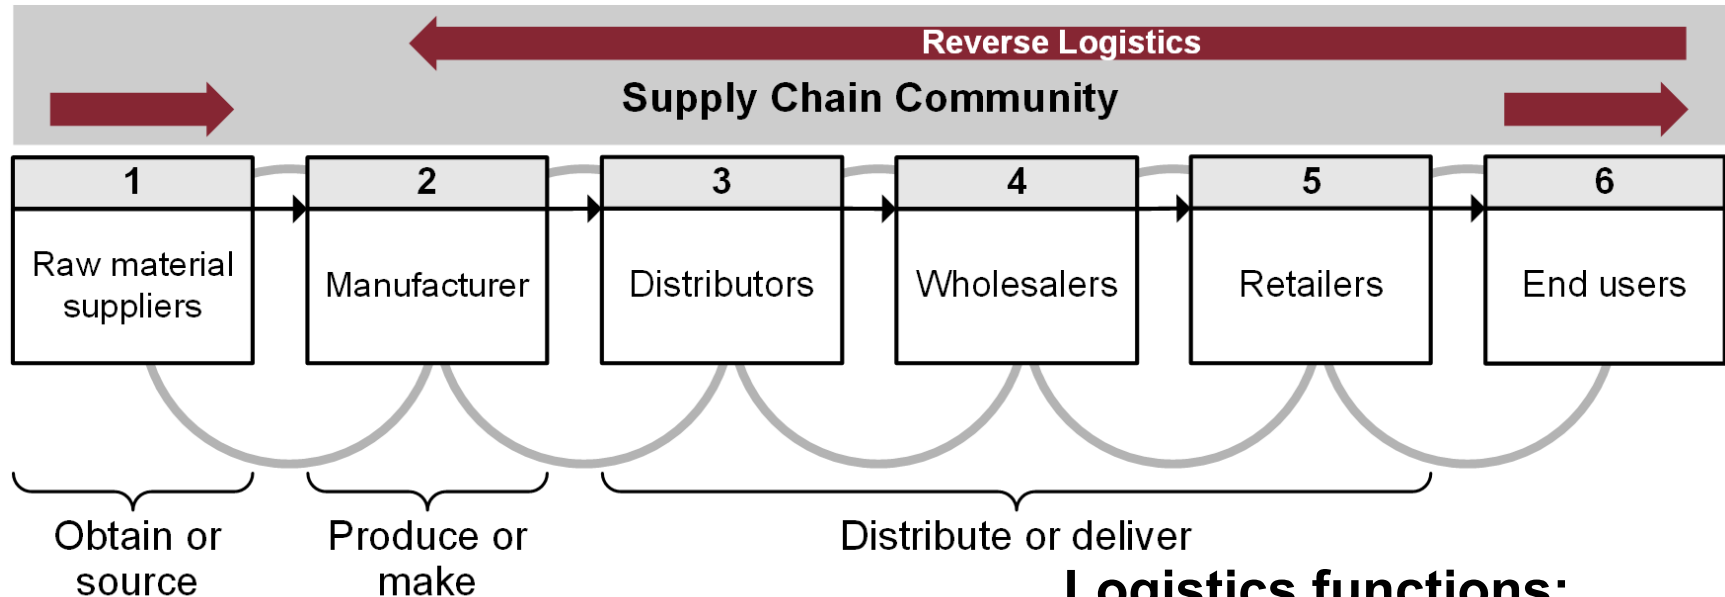 Reverse Logistics
Supply Chain Community
1
2
3
4
5
6
Raw material
suppliers
Manufacturer
Distributors
Wholesalers
Retailers
End users
Obtain or
source
Produce or
make
Distribute or deliver
Logistics functions: